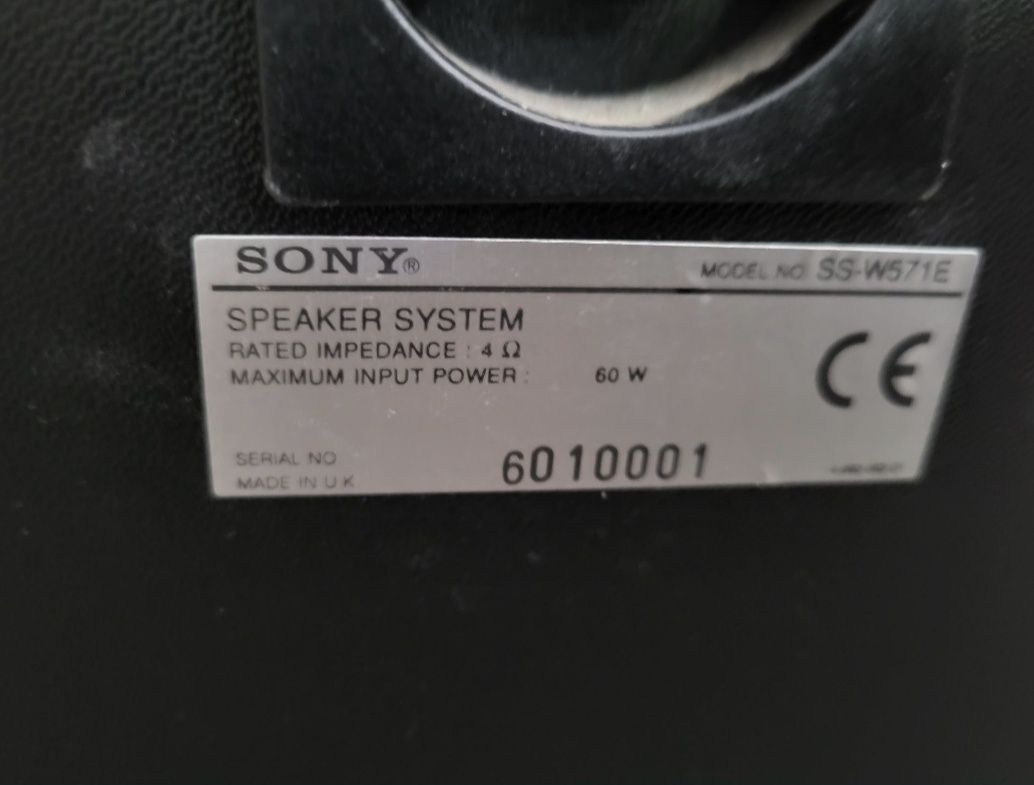 SONY®
MODEL NO. SS-W571E
SPEAKER SYSTEM
RATED IMPEDANCE : 4 Ω
MAXIMUM INPUT POWER : 60 W
CE
SERIAL NO
6010001
MADE IN U K